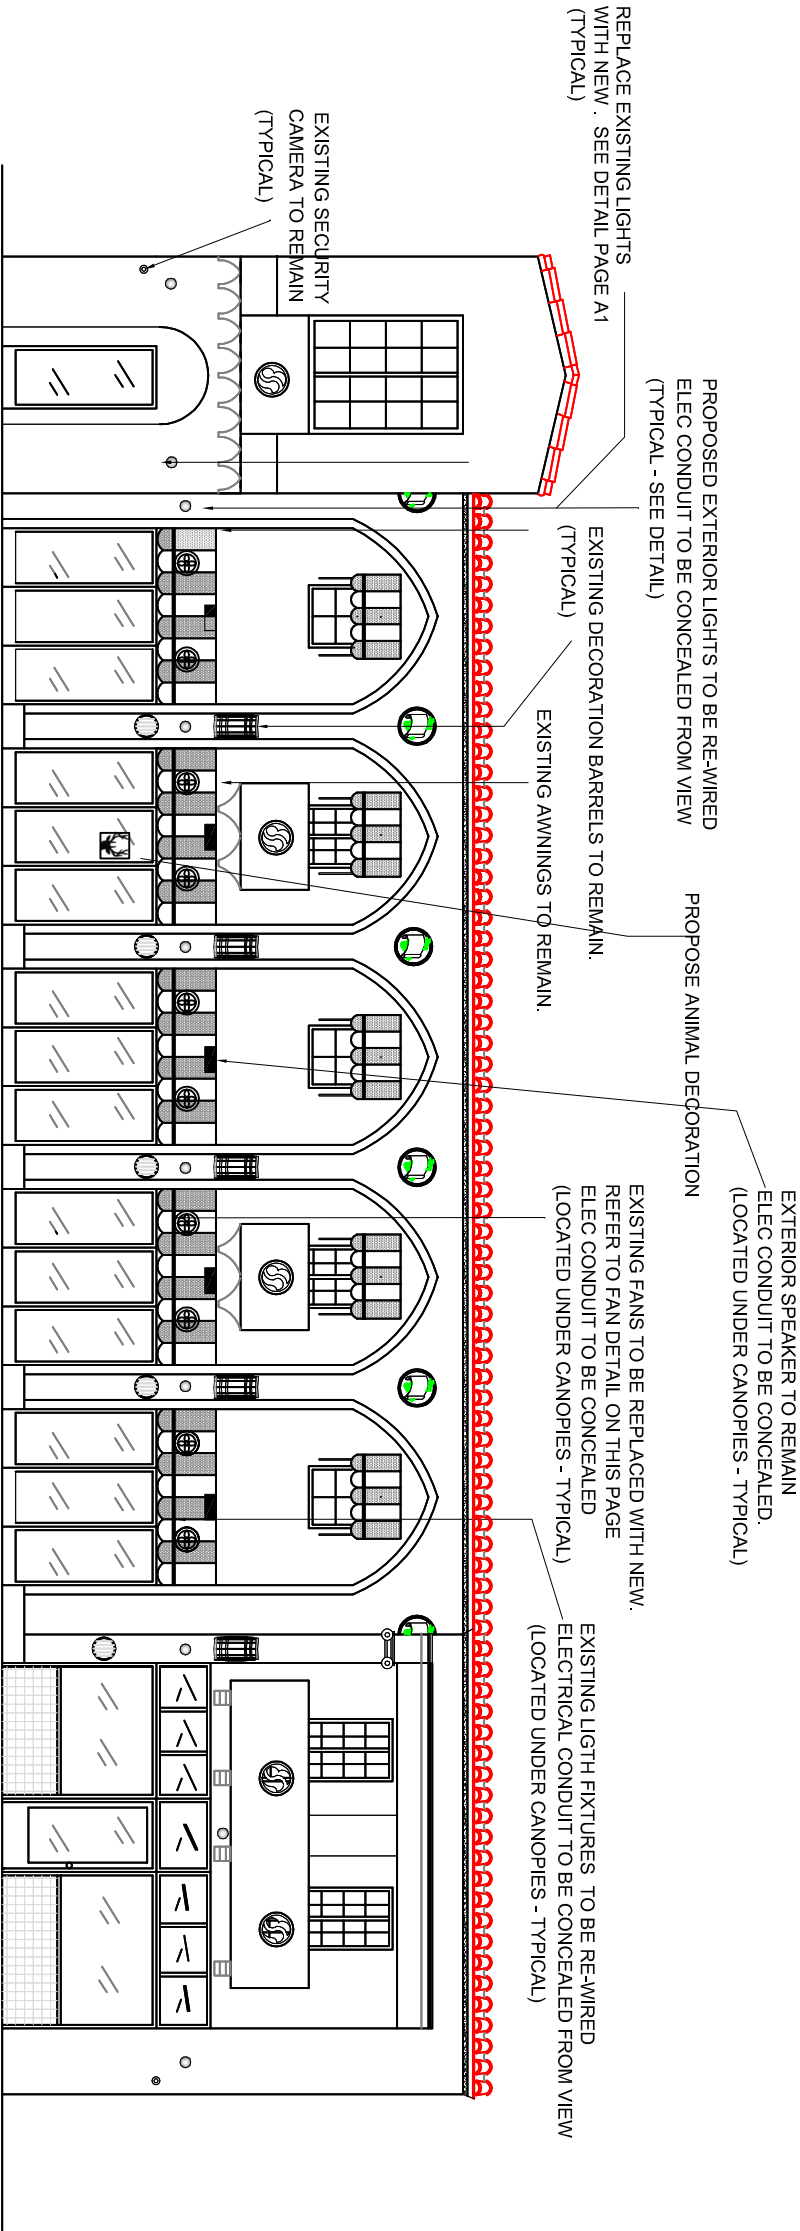 REPLACE EXISTING LIGHTS
WITH NEW . SEE DETAIL PAGE A1
(TYPICAL)
EXISTING SECURITY
CAMERA TO REMAIN
(TYPICAL)
PROPOSED EXTERIOR LIGHTS TO BE RE-WIRED
ELEC CONDUIT TO BE CONCEALED FROM VIEW
(TYPICAL - SEE DETAIL)
EXISTING DECORATION BARRELS TO REMAIN.
(TYPICAL)
EXISTING AWNINGS TO REMAIN.
PROPOSE ANIMAL DECORATION
EXTERIOR SPEAKER TO REMAIN
ELEC CONDUIT TO BE CONCEALED.
(LOCATED UNDER CANOPIES - TYPICAL)
EXISTING FANS TO BE REPLACED WITH NEW.
REFER TO FAN DETAIL ON THIS PAGE
ELEC CONDUIT TO BE CONCEALED
(LOCATED UNDER CANOPIES - TYPICAL)
EXISTING LIGTH FIXTURES TO BE RE-WIRED
ELECTRICAL CONDUIT TO BE CONCEALED FROM VIEW
(LOCATED UNDER CANOPIES - TYPICAL)